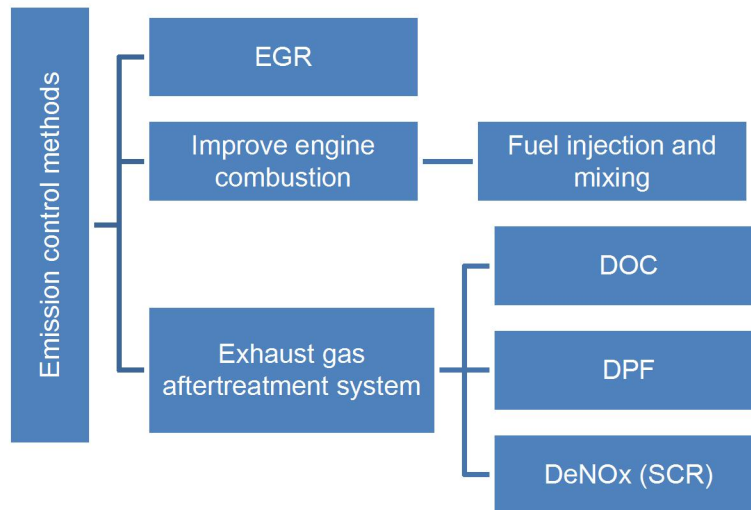 Emission control methods
EGR
Improve engine
combustion
Fuel injection and
mixing
Exhaust gas
aftertreatment system
DOC
DPF
DeNOx (SCR)